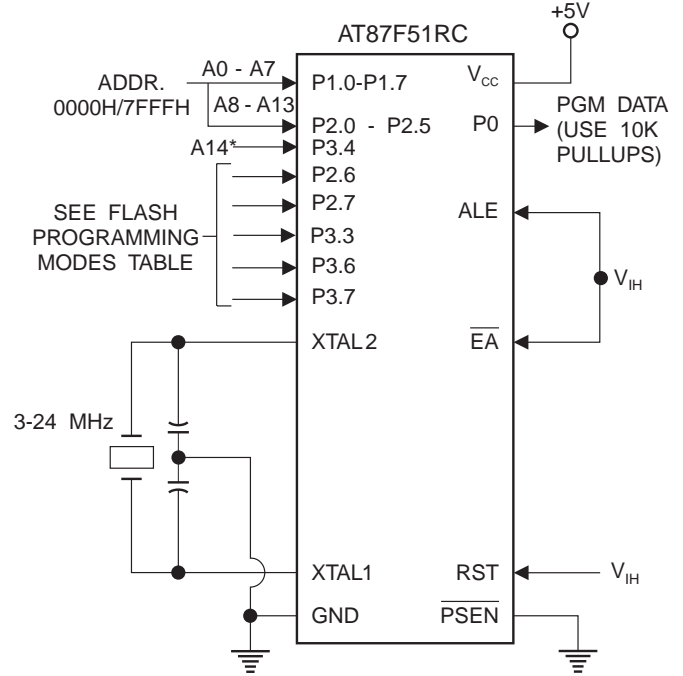 +5V
AT87F51RC
ADDR.
0000H/7FFFH
A0 - A7
A8 - A13
A14*
P1.0-P1.7
P2.0 - P2.5
P3.4
P2.6
P2.7
P3.3
P3.6
P3.7
SEE FLASH
PROGRAMMING
MODES TABLE
VCC
P0
PGM DATA
(USE 10K
PULLUPS)
ALE
VIH
EA
XTAL2
3-24 MHz
XTAL1
RST
VIH
GND
PSEN